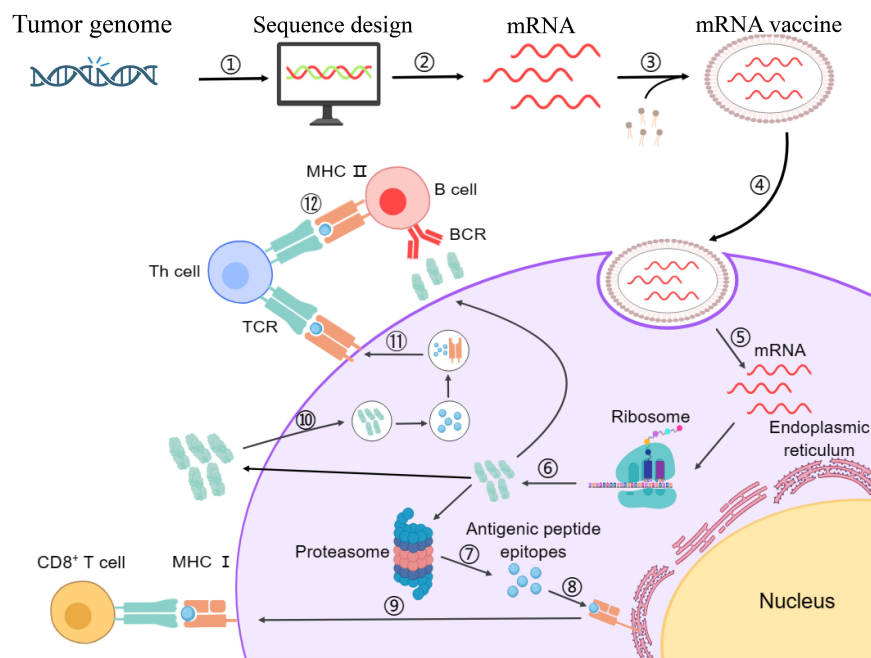 Tumor genome
Sequence design
mRNA
mRNA vaccine
①
②
③
④
MHC Ⅱ
B cell
⑫
BCR
Th cell
TCR
⑤
mRNA
⑪
Ribosome
Endoplasmic
reticulum
⑩
⑥
Proteasome
⑦
Antigenic peptide
epitopes
⑧
CD8⁺ T cell
MHC Ⅰ
⑨
Nucleus